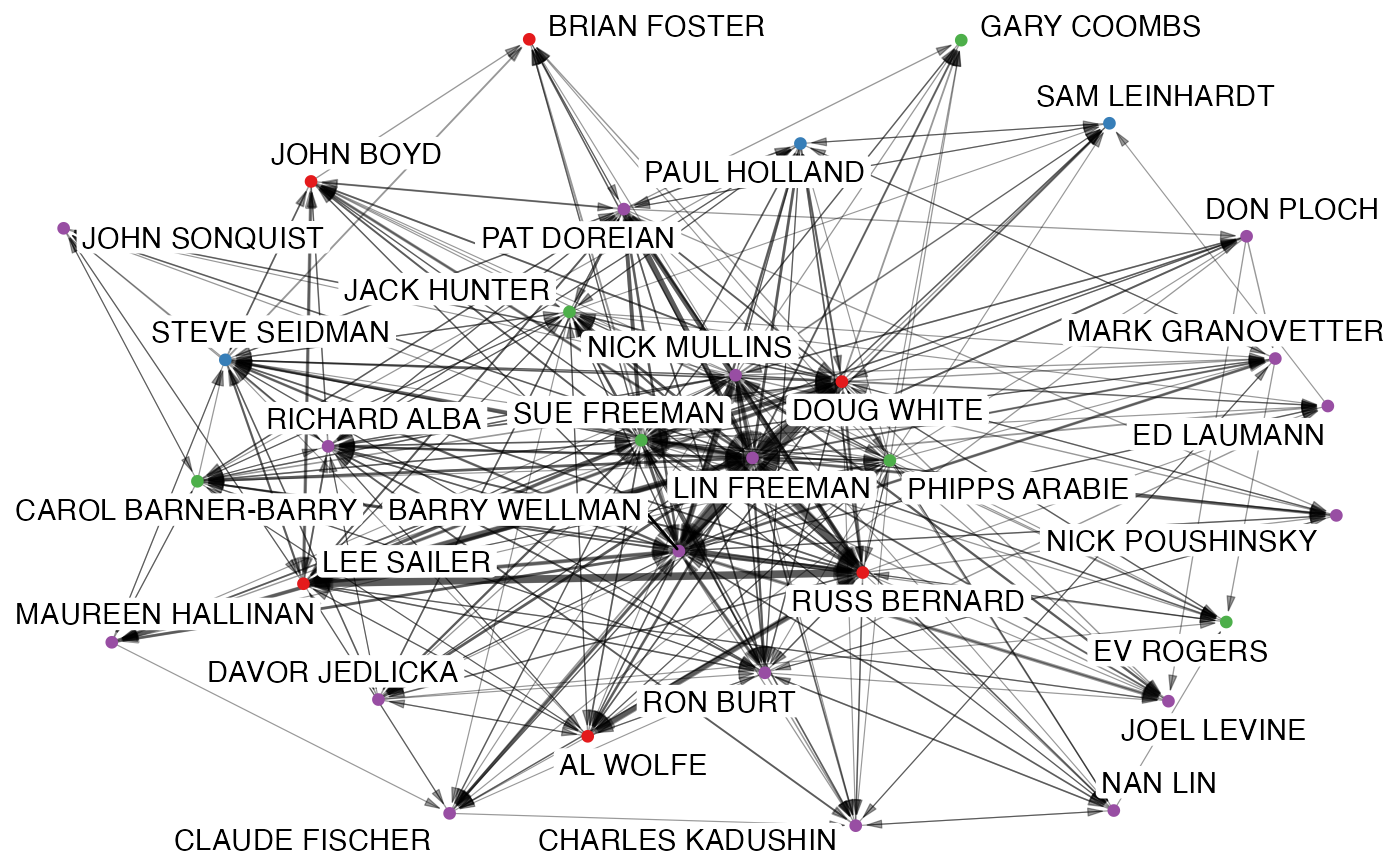 BRIAN FOSTER
GARY COOMBS
SAM LEINHARDT
JOHN BOYD
PAUL HOLLAND
DON PLOCH
JOHN SONQUIST
PAT DOREIAN
JACK HUNTER
STEVE SEIDMAN
MARK GRANOVETTER
NICK MULLINS
RICHARD ALBA
SUE FREEMAN
DOUG WHITE
ED LAUMANN
LIN FREEMAN
PHIPPS ARABIE
CAROL BARNER-BARRY
BARRY WELLMAN
NICK POUSHINSKY
LEE SAILER
RUSS BERNARD
MAUREEN HALLINAN
EV ROGERS
DAVOR JEDLICKA
RON BURT
JOEL LEVINE
AL WOLFE
NAN LIN
CLAUDE FISCHER
CHARLES KADUSHIN